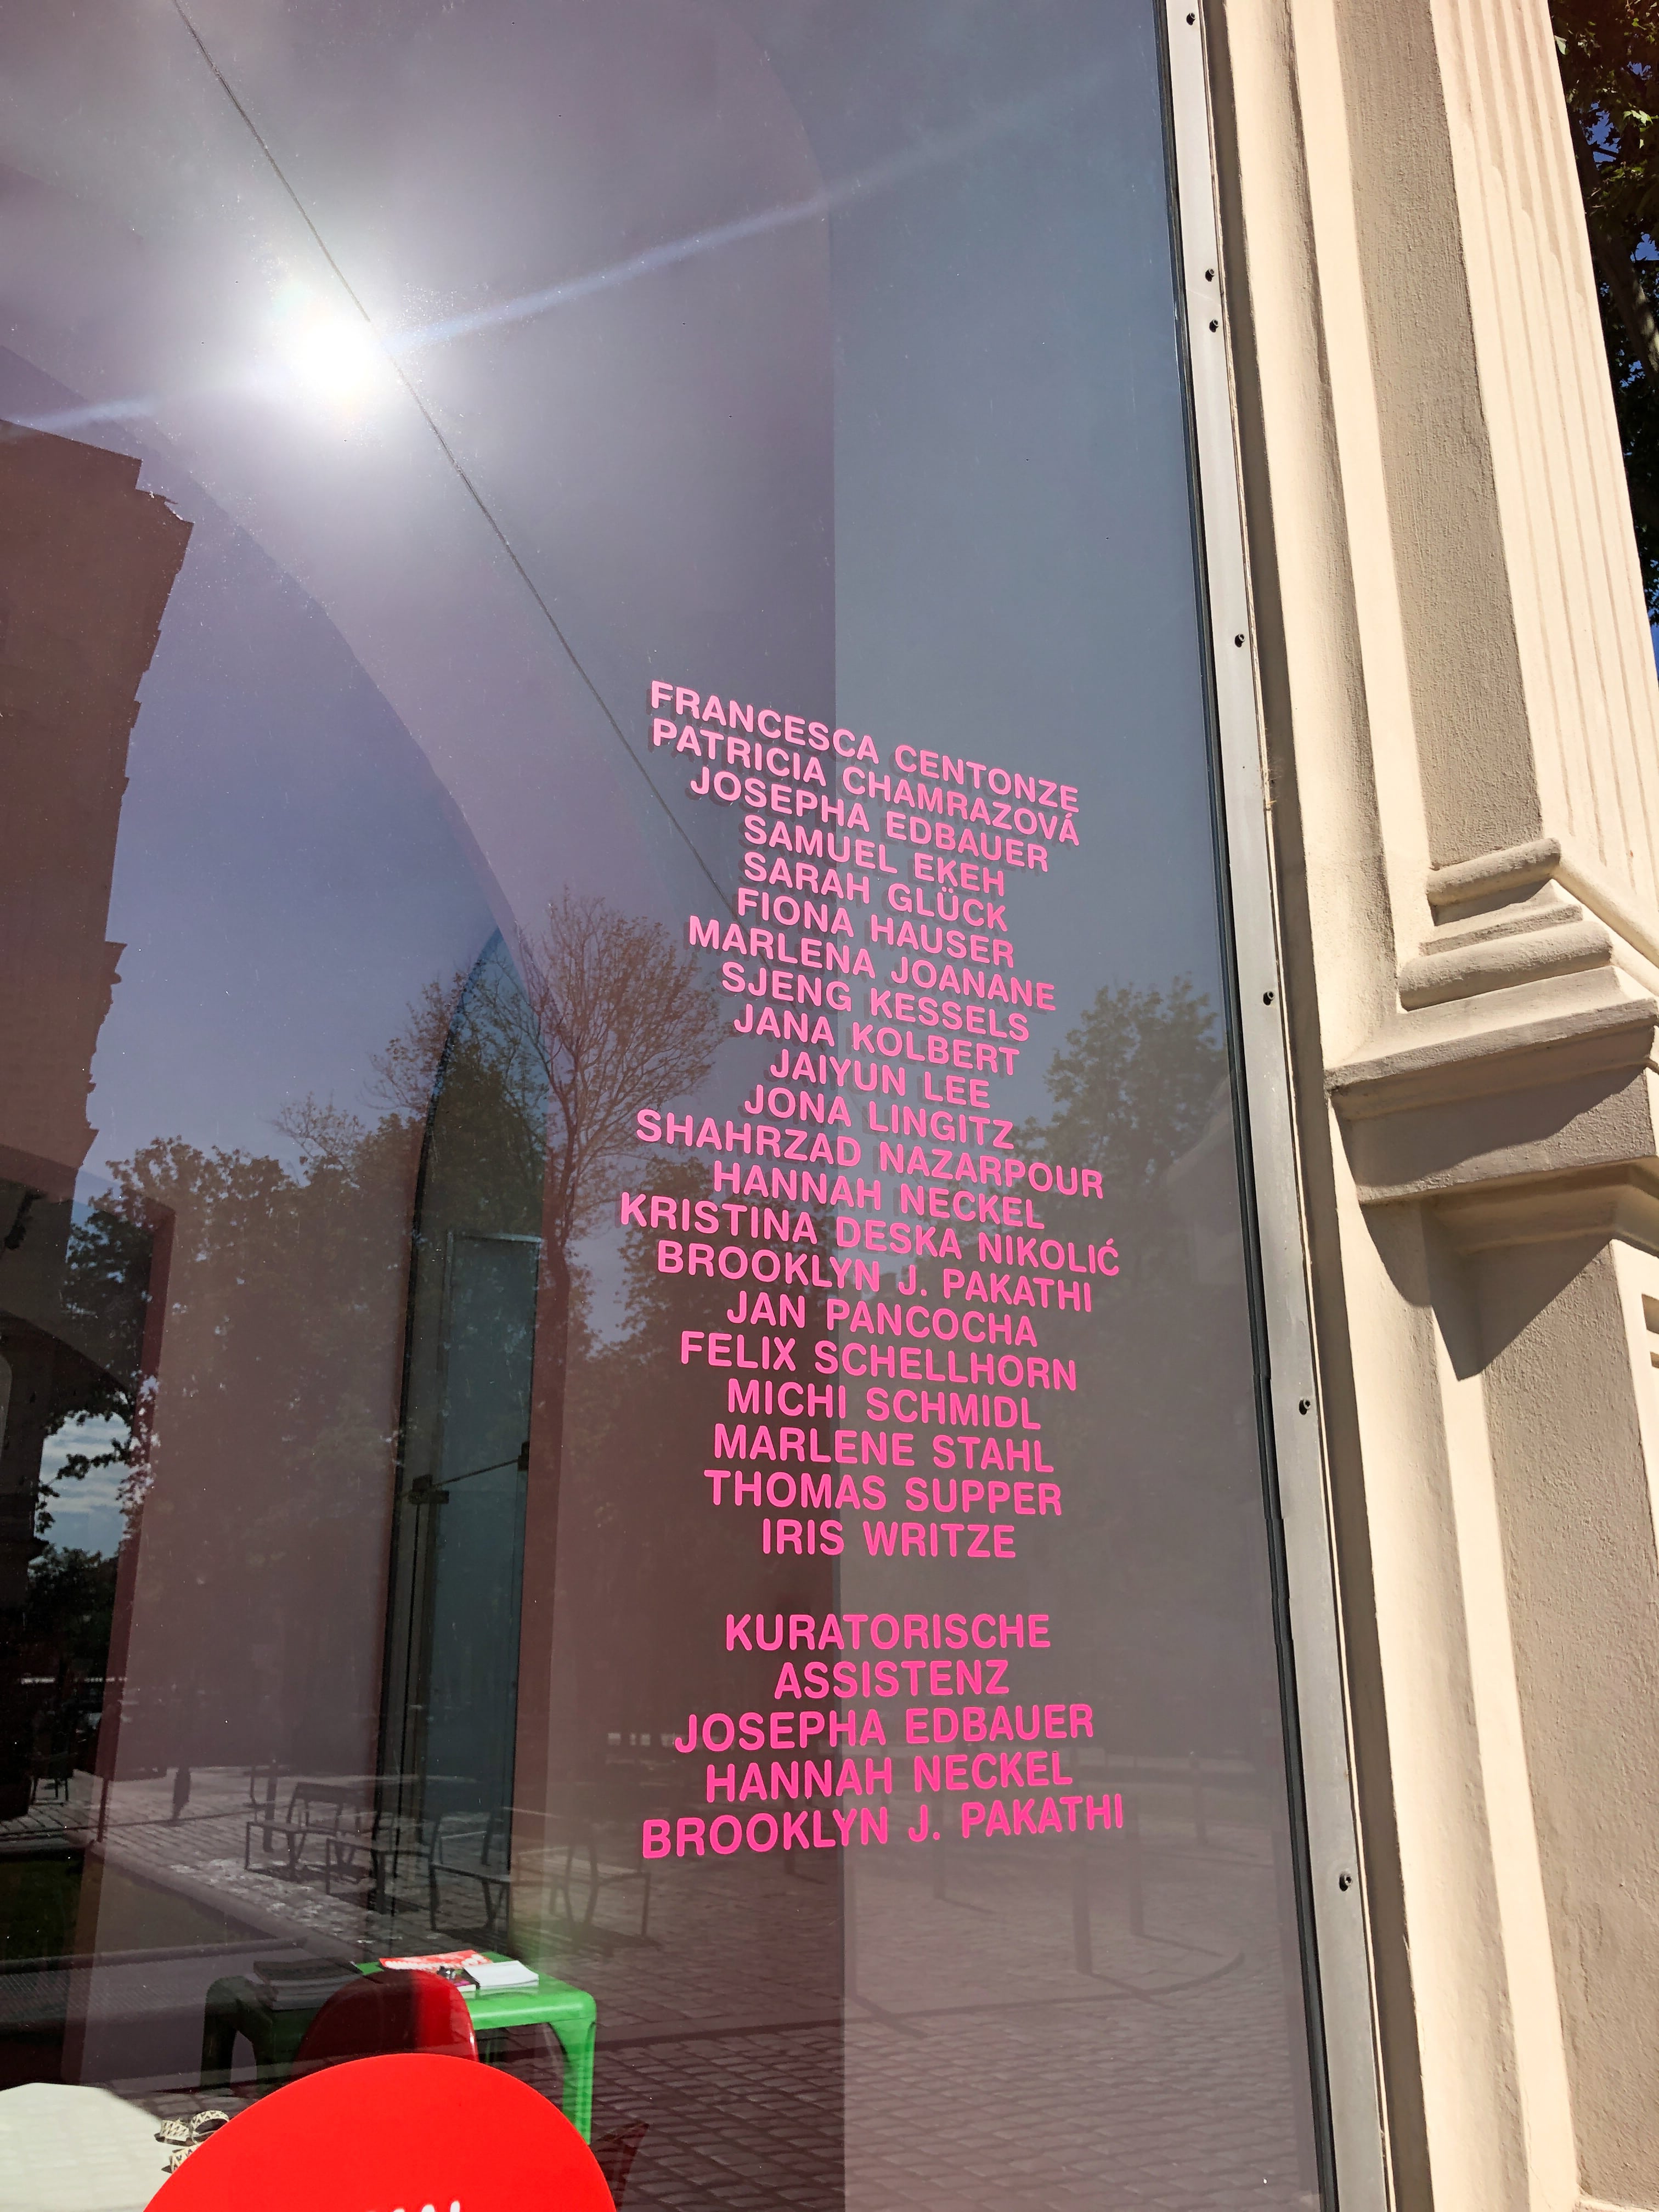 FRANCESCA CENTONZE
PATRICIA CHAMRAZOVÁ
JOSEPHA EDBAUER
SAMUEL EKEH
SARAH GLÜCK
FIONA HAUSER
MARLENA JOANANE
SJENG KESSELS
JANA KOLBERT
JAIYUN LEE
JONA LINGITZ
SHAHRZAD NAZARPOUR
HANNAH NECKEL
KRISTINA DESKA NIKOLIĆ
BROOKLYN J. PAKATHI
JAN PANCOCHA
FELIX SCHELLHORN
MICHI SCHMIDL
MARLENE STAHL
THOMAS SUPPER
IRIS WRITZE
KURATORISCHE
ASSISTENZ
JOSEPHA EDBAUER
HANNAH NECKEL
BROOKLYN J. PAKATHI